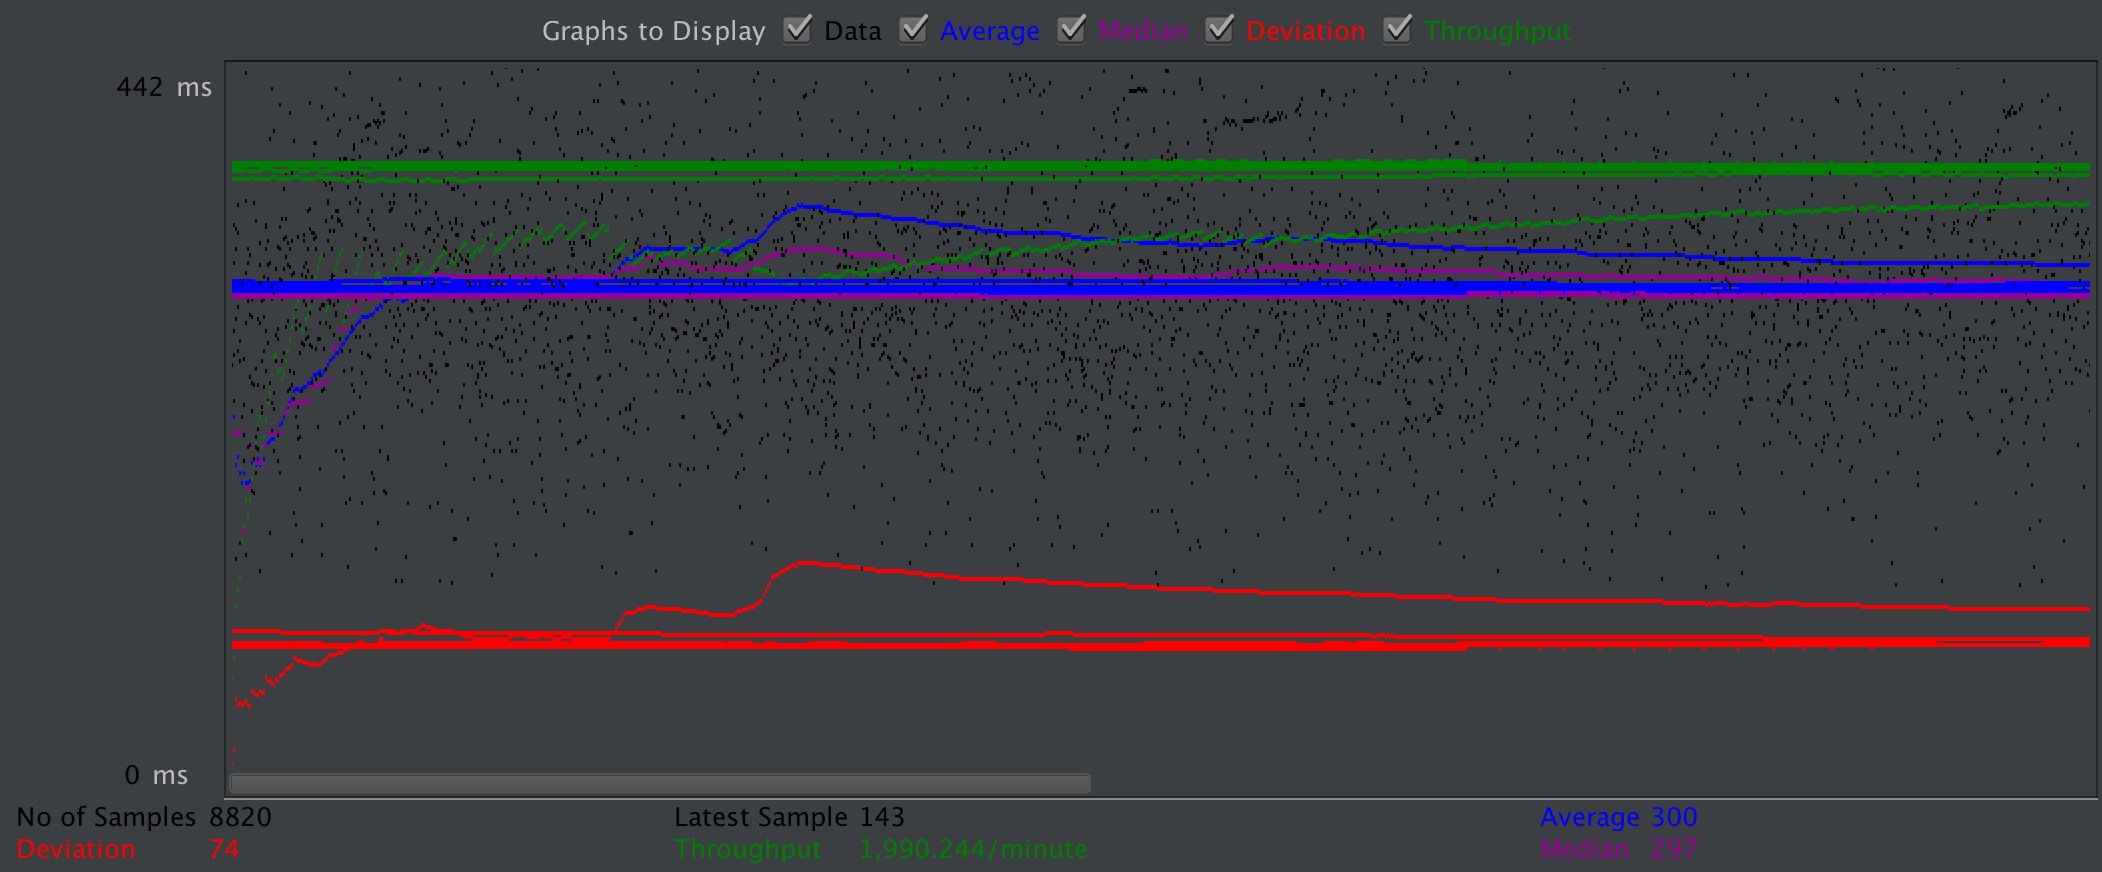 Graphs to Display Data Average Median Deviation Throughput
442 ms
0 ms
No of Samples 8820 Latest Sample 143 Average 300
Deviation 74 Throughput 1,990.244/minute Median 297